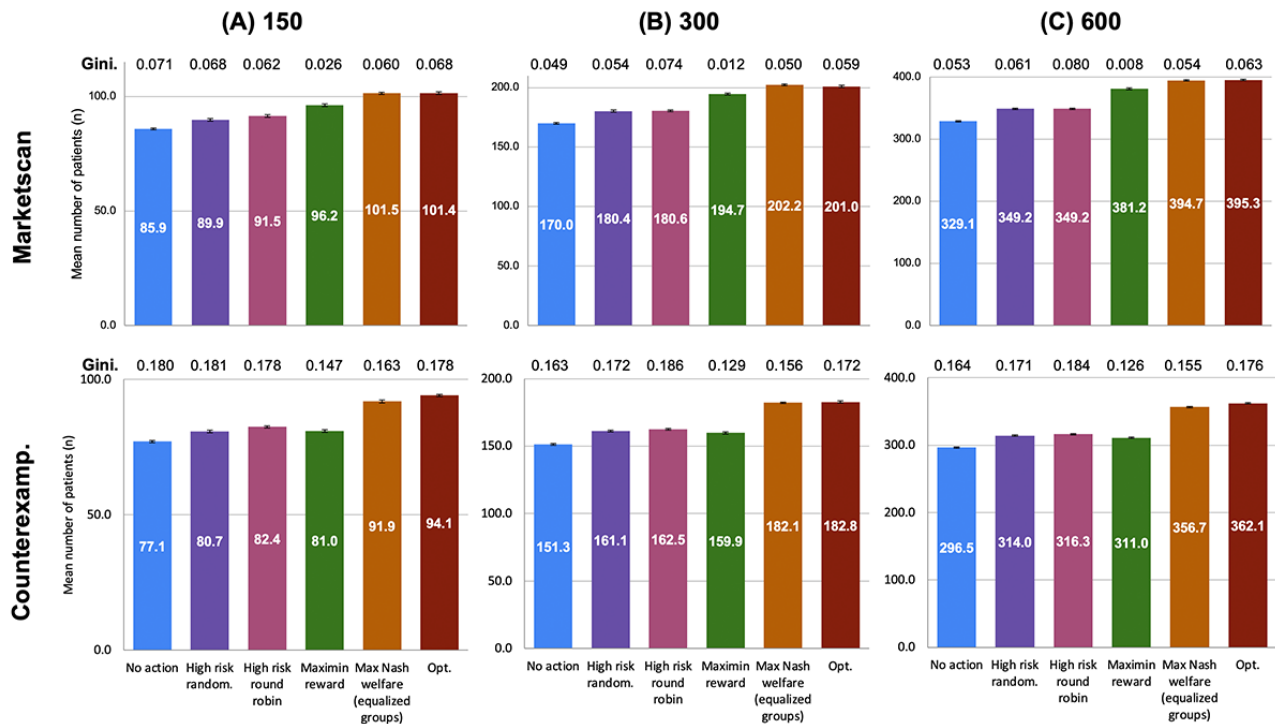 (A) 150 (B) 300 (C) 600
Marketscan
Gini. 0.071 0.068 0.062 0.026 0.060 0.068
Mean number of patients (n)
100.0
50.0
0.0
85.9 89.9 91.5 96.2 101.5 101.4
0.049 0.054 0.074 0.012 0.050 0.059
200.0
150.0
100.0
50.0
0.0
170.0 180.4 180.6 194.7 202.2 201.0
0.053 0.061 0.080 0.008 0.054 0.063
400.0
300.0
200.0
100.0
0.0
329.1 349.2 349.2 381.2 394.7 395.3
Counterexamp.
Gini. 0.180 0.181 0.178 0.147 0.163 0.178
Mean number of patients (n)
100.0
50.0
0.0
77.1 80.7 82.4 81.0 91.9 94.1
No action
High risk
random.
High risk
round
robin
Maximin
reward
Max Nash
welfare
(equalized
groups)
Opt.
0.163 0.172 0.186 0.129 0.156 0.172
200.0
150.0
100.0
50.0
0.0
151.3 161.1 162.5 159.9 182.1 182.8
No action
High risk
random.
High risk
round
robin
Maximin
reward
Max Nash
welfare
(equalized
groups)
Opt.
0.164 0.171 0.184 0.126 0.155 0.176
400.0
300.0
200.0
100.0
0.0
296.5 314.0 316.3 311.0 356.7 362.1
No action
High risk
random.
High risk
round
robin
Maximin
reward
Max Nash
welfare
(equalized
groups)
Opt.